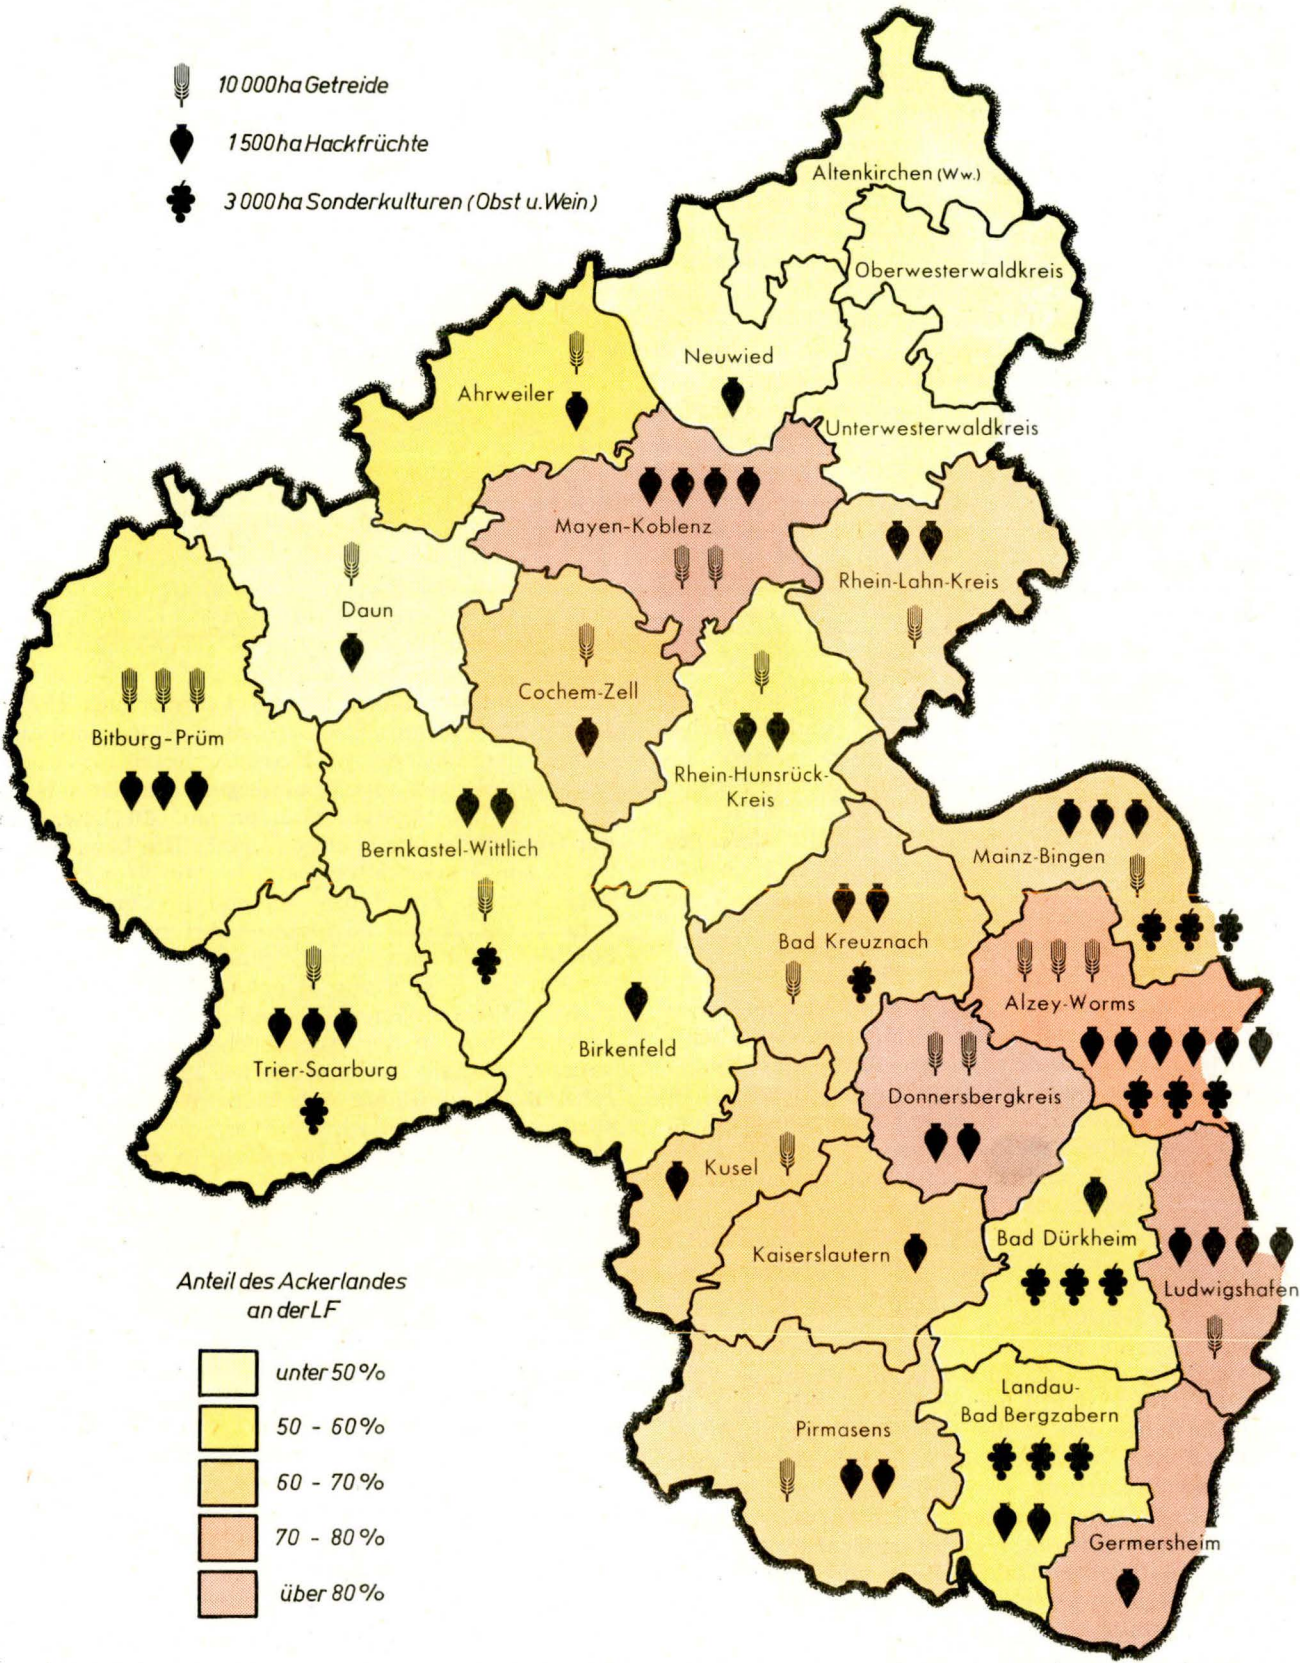 10 000 ha Getreide
1 500 ha Hackfrüchte
3 000 ha Sonderkulturen (Obst u. Wein)
Altenkirchen (Ww.)
Oberwesterwaldkreis
Neuwied
Ahrweiler
Unterwesterwaldkreis
Mayen-Koblenz
Rhein-Lahn-Kreis
Daun
Cochem-Zell
Bitburg-Prüm
Rhein-Hunsrück-
Kreis
Bernkastel-Wittlich
Mainz-Bingen
Bad Kreuznach
Alzey-Worms
Birkenfeld
Trier-Saarburg
Donnersbergkreis
Kusel
Bad Dürkheim
Kaiserslautern
Ludwigshafen
Anteil des Ackerlandes
an der LF
unter 50 %
50 - 60 %
60 - 70 %
70 - 80 %
über 80 %
Landau-
Bad Bergzabern
Pirmasens
Germersheim